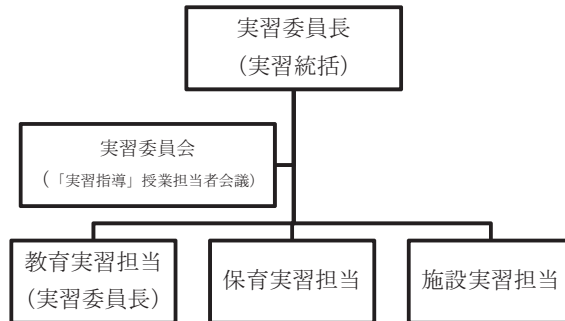 実習委員長
(実習統括)
実習委員会
(「実習指導」授業担当者会議)
教育実習担当
(実習委員長)
保育実習担当
施設実習担当